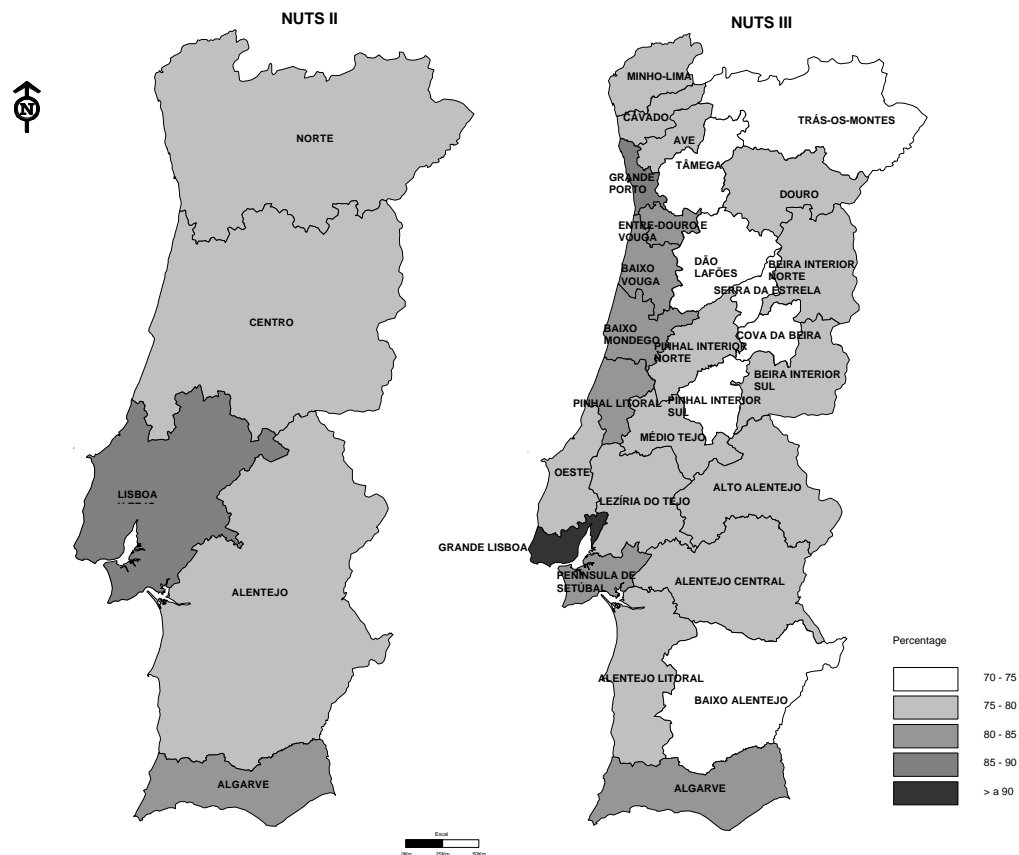 NUTS II
NUTS III
N
NORTE
CENTRO
LISBOA
ALENTEJO
ALGARVE
MINHO-LIMA
CÁVADO
AVE
TRÁS-OS-MONTES
TÂMEGA
GRANDE
PORTO
DOURO
ENTRE-DOURO E
VOUGA
DÃO
LAFÕES
BEIRA INTERIOR
NORTE
BAIXO
VOUGA
SERRA DA ESTRELA
BAIXO
MONDEGO
COVA DA BEIRA
PINHAL INTERIOR
NORTE
BEIRA INTERIOR
SUL
PINHAL LITORAL
PINHAL INTERIOR
SUL
MÉDIO TEJO
OESTE
LEZÍRIA DO TEJO
ALTO ALENTEJO
GRANDE LISBOA
PENÍNSULA DE
SETÚBAL
ALENTEJO CENTRAL
ALENTEJO LITORAL
BAIXO ALENTEJO
ALGARVE
Percentage
70 - 75
75 - 80
80 - 85
85 - 90
> a 90
Escal
0Km 25Km 50Km